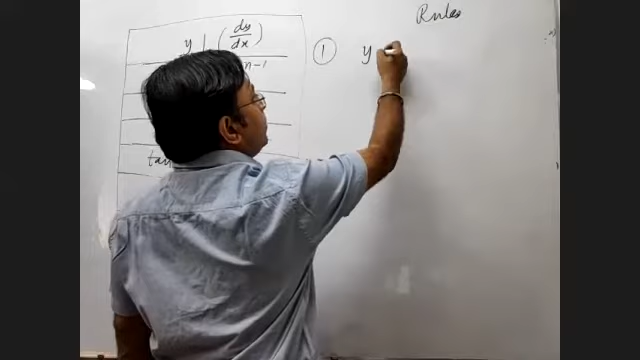 Rules
y | (dy/dx)
n-1
① y
tan